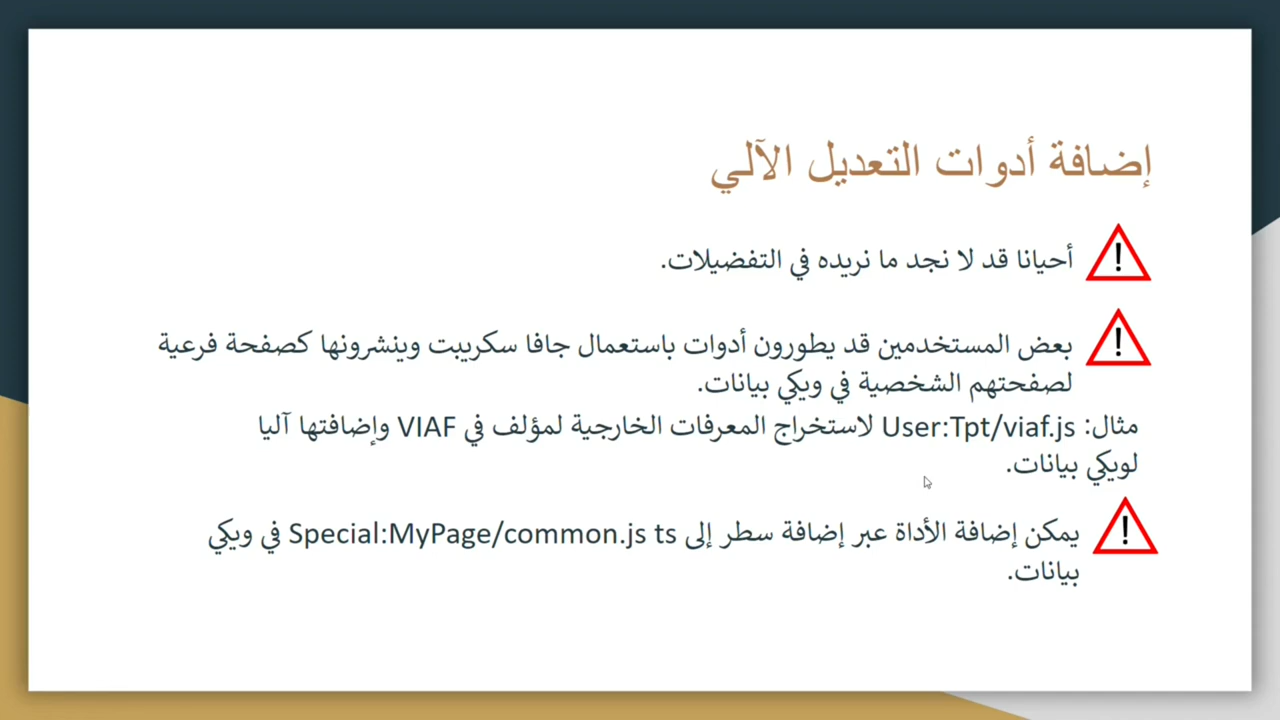 إضافة أدوات التعديل الآلي
أحيانا قد لا نجد ما نريده في التفضيلات.
بعض المستخدمين قد يطورون أدوات باستعمال جافا سكريبت وينشرونها كصفحة فرعية
لصفحتهم الشخصية في ويكي بيانات.
مثال: User:Tpt/viaf.js لاستخراج المعرفات الخارجية لمؤلف في VIAF وإضافتها آليا
لويكي بيانات.
يمكن إضافة الأداة عبر إضافة سطر إلى Special:MyPage/common.js ts في ويكي
بيانات.